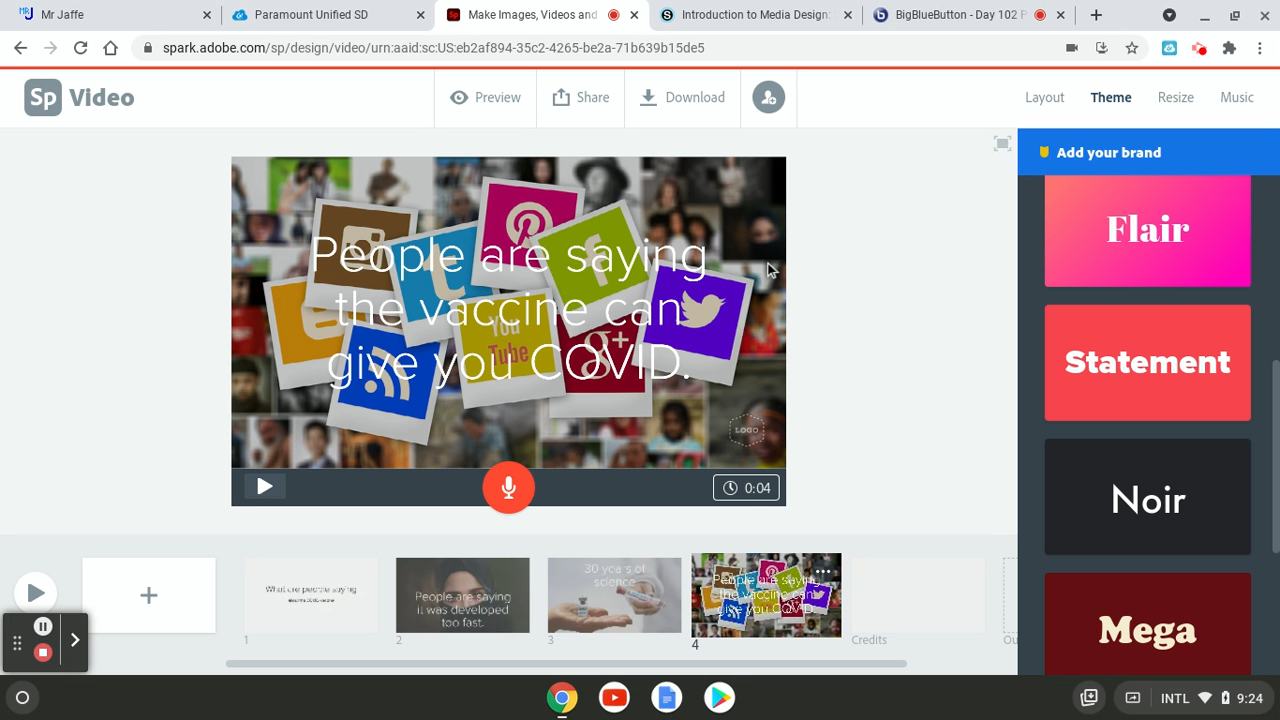 Mr Jaffe
Paramount Unified SD
Sp
Make Images, Videos and
S
Introduction to Media Design:
b
BigBlueButton - Day 102 P
spark.adobe.com/sp/design/video/urn:aaid:sc:US:eb2af894-35c2-4265-be2a-71b639b15de5
Sp
Video
Preview
Share
Download
Layout
Theme
Resize
Music
Add your brand
People are saying
the vaccine can
give you COVID.
You
Tube
g+
LOGO
0:04
Flair
Statement
Noir
Mega
What are people saying
1
People are saying
it was developed
too fast.
2
30 years of
science
3
People are saying
the vaccine can
give you COVID.
4
Credits
Ou
INTL
9:24